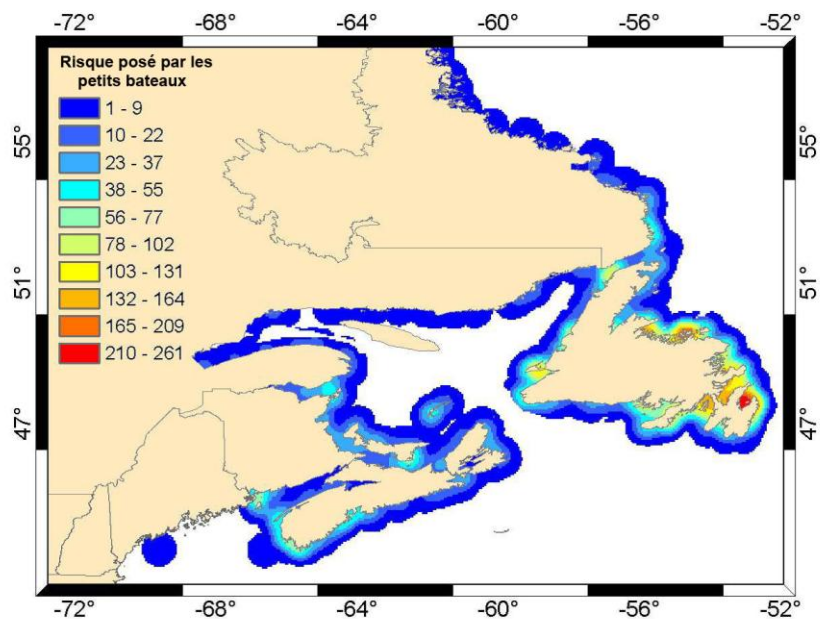 -72° -68° -64° -60° -56° -52°
Risque posé par les
petits bateaux
1 - 9
10 - 22
23 - 37
38 - 55
56 - 77
78 - 102
103 - 131
132 - 164
165 - 209
210 - 261
55°
51°
47°
55°
51°
47°
-72° -68° -64° -60° -56° -52°